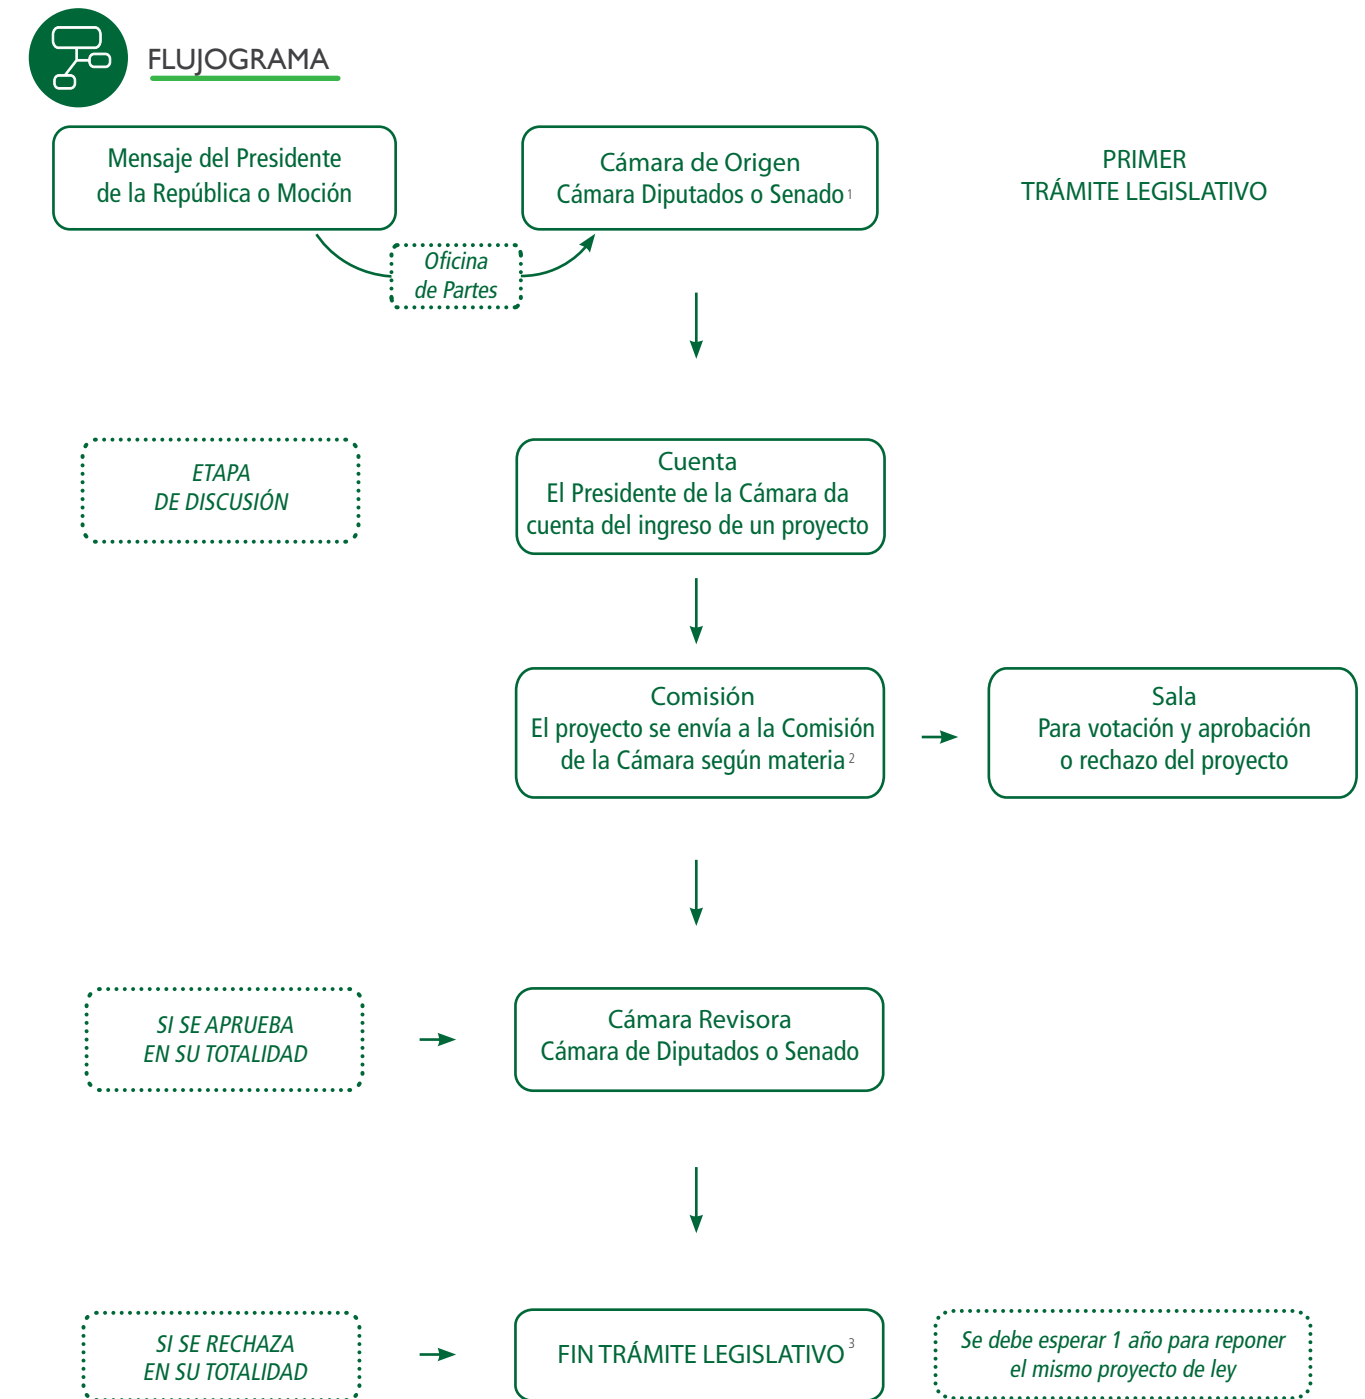 FLUJOGRAMA
Mensaje del Presidente
de la República o Moción
Cámara de Origen
Cámara Diputados o Senado 1
PRIMER
TRÁMITE LEGISLATIVO
Oficina
de Partes
ETAPA
DE DISCUSIÓN
Cuenta
El Presidente de la Cámara da
cuenta del ingreso de un proyecto
Comisión
El proyecto se envía a la Comisión
de la Cámara según materia 2
Sala
Para votación y aprobación
o rechazo del proyecto
SI SE APRUEBA
EN SU TOTALIDAD
Cámara Revisora
Cámara de Diputados o Senado
SI SE RECHAZA
EN SU TOTALIDAD
FIN TRÁMITE LEGISLATIVO 3
Se debe esperar 1 año para reponer
el mismo proyecto de ley